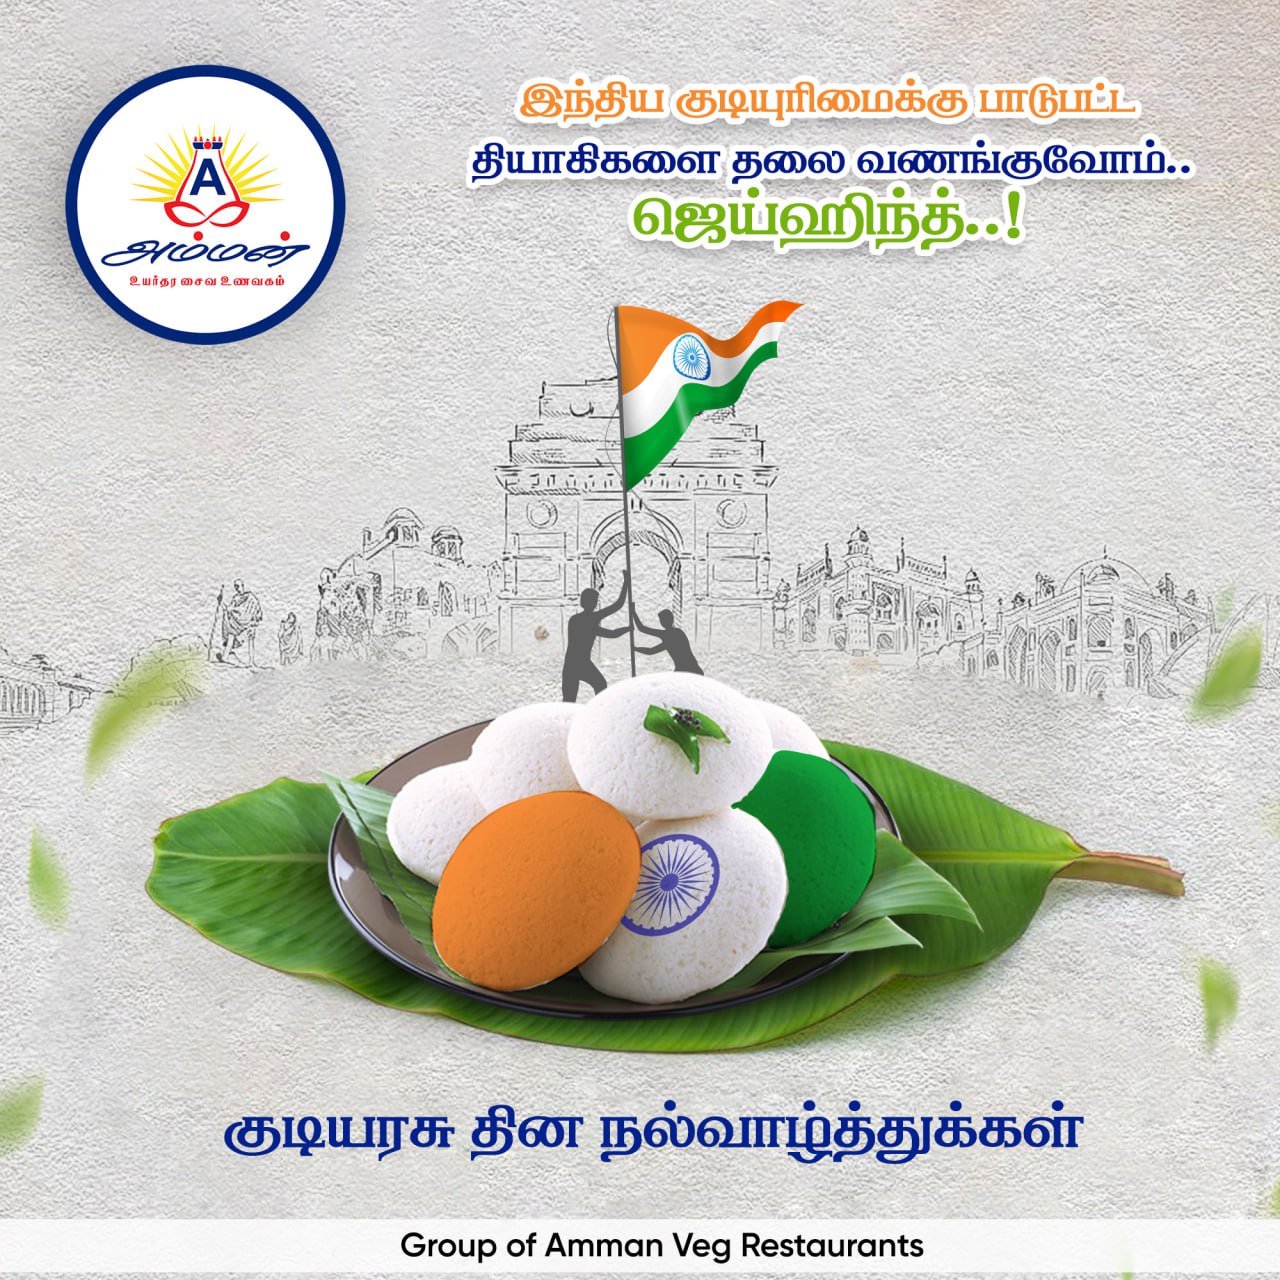 A
அம்மன்
உயர்தர சைவ உணவகம்
இந்திய குடியுரிமைக்கு பாடுபட்ட
தியாகிகளை தலை வணங்குவோம்..
ஜெய்ஹிந்த்..!
குடியரசு தின நல்வாழ்த்துக்கள்
Group of Amman Veg Restaurants